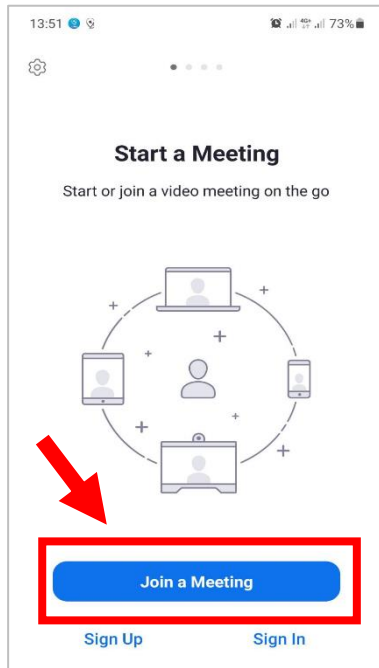 13:51 4G+ 73%
Start a Meeting
Start or join a video meeting on the go
Join a Meeting
Sign Up Sign In